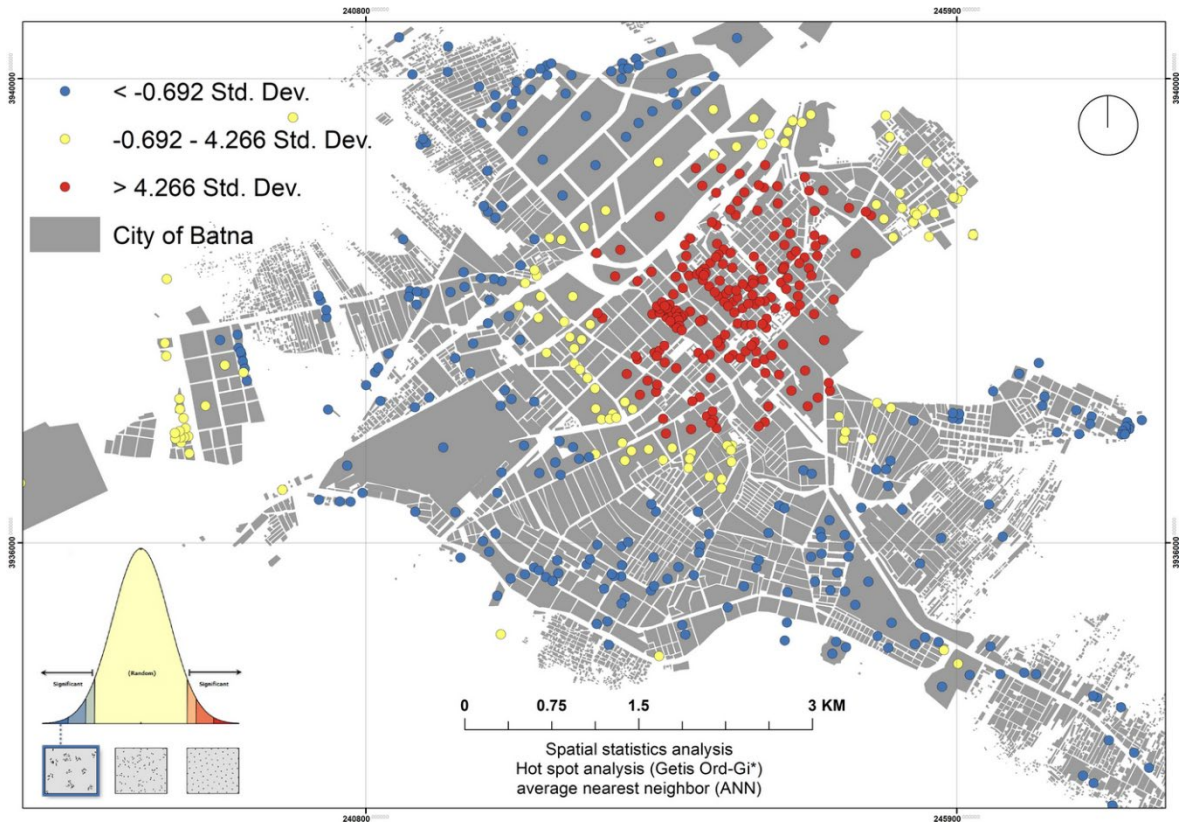 240800
245900
3940000
3940000
< -0.692 Std. Dev.
-0.692 - 4.266 Std. Dev.
> 4.266 Std. Dev.
City of Batna
3936000
3936000
Significant
(Random)
Significant
0 0.75 1.5 3 KM
Spatial statistics analysis
Hot spot analysis (Getis Ord-Gi*)
average nearest neighbor (ANN)
240800
245900